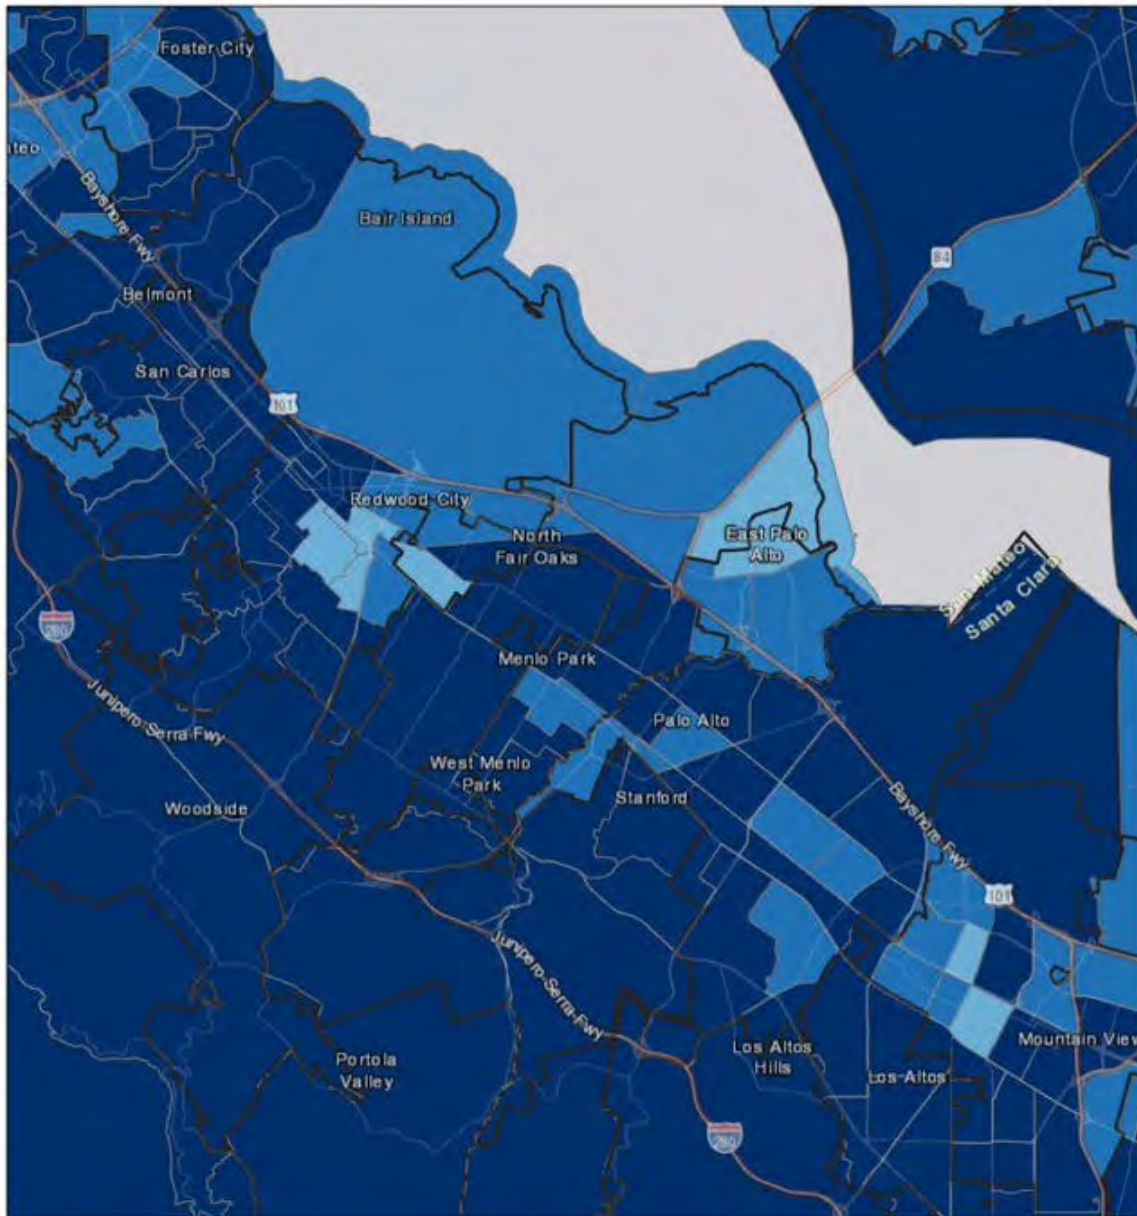 Foster City
ateo
Bayshore Fwy
Bair Island
84
Belmont
San Carlos
101
Redwood City
North
Fair Oaks
East Palo
Alto
San Mateo
Santa Clara
280
Menlo Park
Junipero Serra Fwy
Palo Alto
West Menlo
Park
Stanford
Woodside
Bayshore Fwy
101
Junipero Serra Fwy
Mountain View
Los Altos
Hills
Portola
Valley
Los Altos
280